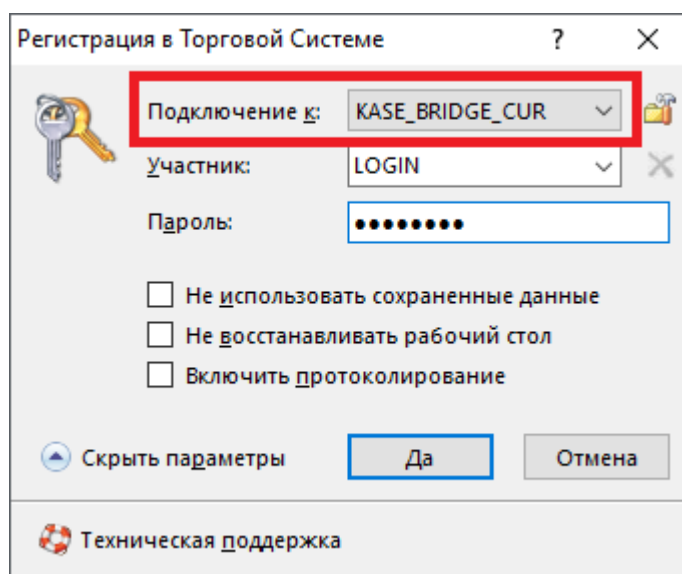 Регистрация в Торговой Системе ?
Подключение к: KASE_BRIDGE_CUR
Участник: LOGIN
Пароль: ●●●●●●●●
Не использовать сохраненные данные
Не восстанавливать рабочий стол
Включить протоколирование
Скрыть параметры Да Отмена
Техническая поддержка